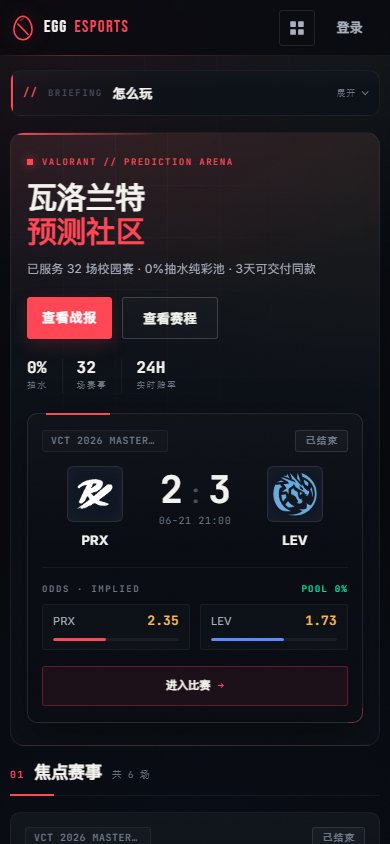 EGG ESPORTS
登录
// BRIEFING 怎么玩 展开
VALORANT // PREDICTION ARENA
瓦洛兰特
预测社区
已服务 32 场校园赛 · 0%抽水纯彩池 · 3天可交付同款
查看战报 查看赛程
0% 32 24H
抽水 场赛事 实时赔率
VCT 2026 MASTER… 已结束
2 : 3
06-21 21:00
PRX LEV
ODDS · IMPLIED POOL 0%
PRX 2.35 LEV 1.73
进入比赛 →
01 焦点赛事 共 6 场
VCT 2026 MASTER… 已结束